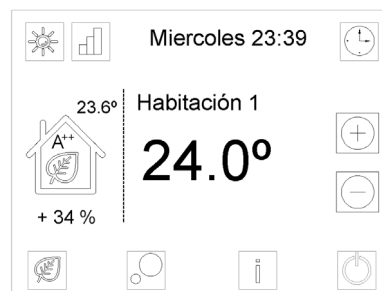 Miercoles 23:39
23.6º
Habitación 1
A++
24.0º
+ 34 %
i